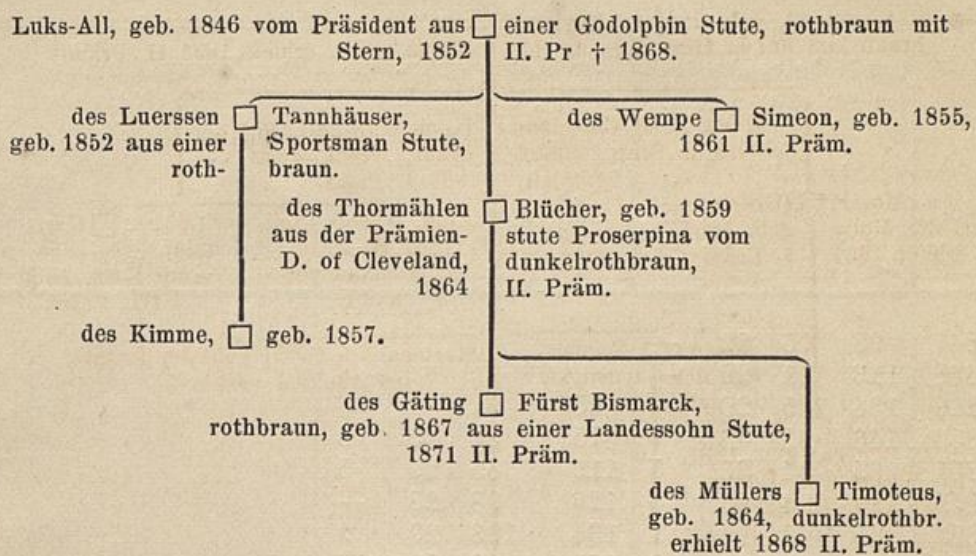 Luks-All, geb. 1846 vom Präsident aus einer Godolpbin Stute, rothbraun mit
Stern, 1852 II. Pr † 1868.
des Luerssen Tannhäuser,
geb. 1852 aus einer Sportsman Stute,
roth- braun.
des Wempe Simeon, geb. 1855,
1861 II. Präm.
des Thormählen Blücher, geb. 1859
aus der Prämien- stute Proserpina vom
D. of Cleveland, dunkelrothbraun,
1864 II. Präm.
des Kimme, geb. 1857.
des Gäting Fürst Bismarck,
rothbraun, geb. 1867 aus einer Landessohn Stute,
1871 II. Präm.
des Müllers Timoteus,
geb. 1864, dunkelrothbr.
erhielt 1868 II. Präm.